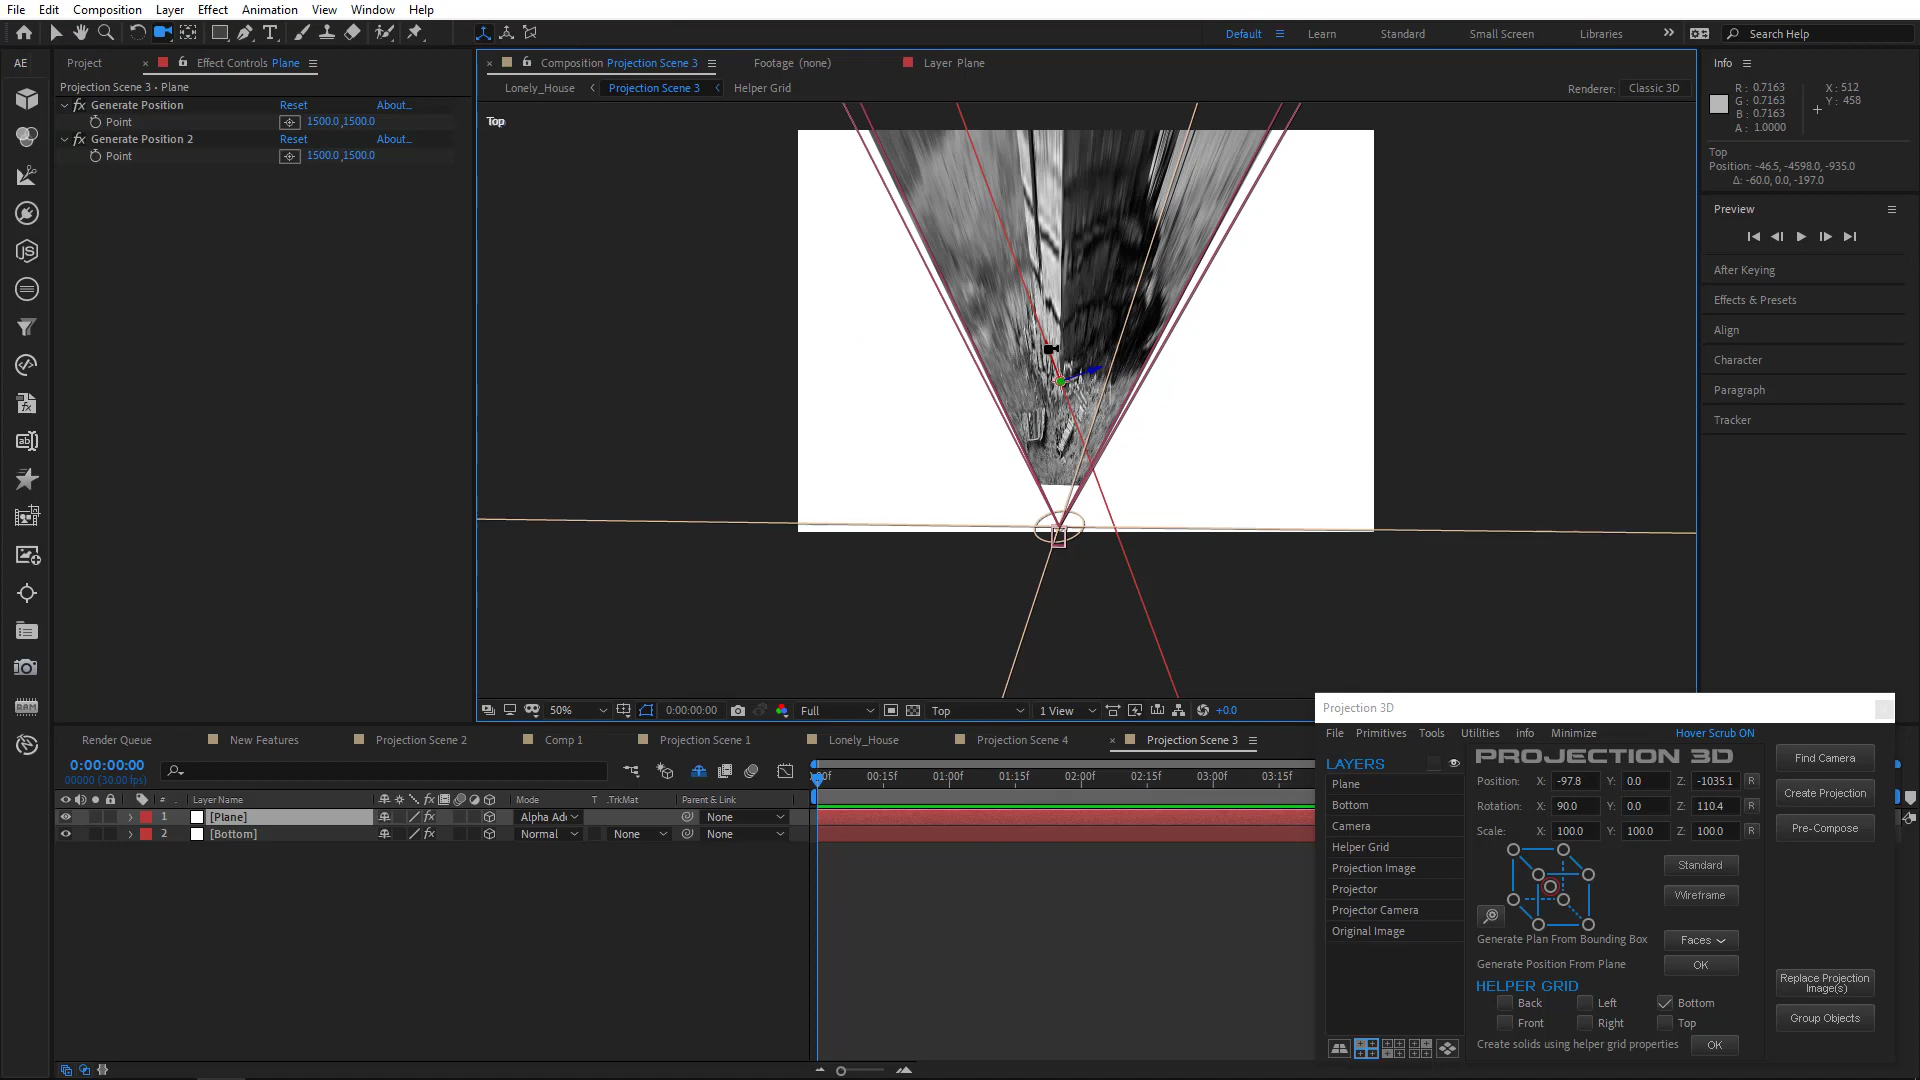 File Edit Composition Layer Effect Animation View Window Help
Default Learn Standard Small Screen Libraries Search Help
AE
Project Effect Controls Plane
Projection Scene 3 • Plane
Generate Position Reset About...
Point 1500.0,1500.0
Generate Position 2 Reset About...
Point 1500.0,1500.0
Composition Projection Scene 3 Footage (none) Layer Plane
Lonely_House Projection Scene 3 Helper Grid Renderer: Classic 3D
Top
Info
R: 0.7163 X: 512
G: 0.7163 Y: 458
B: 0.7163
A: 1.0000
Top
Position: -46.5, -4598.0, -935.0
Δ: -60.0, 0.0, -197.0
Preview
After Keying
Effects & Presets
Align
Character
Paragraph
Tracker
50% 0:00:00:00 Full Top 1 View +0.0
Render Queue New Features Projection Scene 2 Comp 1 Projection Scene 1 Lonely_House Projection Scene 4 Projection Scene 3
0:00:00:00
00000 (30.00 fps)
00:15f 01:00f 01:15f 02:00f 02:15f 03:00f 03:15f
# Layer Name Mode T .TrkMat Parent & Link
1 [Plane] Alpha Ad None
2 [Bottom] Normal None None
RAM
JS
fx
Projection 3D
File Primitives Tools Utilities info Minimize Hover Scrub ON
LAYERS
Plane
Bottom
Camera
Helper Grid
Projection Image
Projector
Projector Camera
Original Image
PROJECTION 3D
Position: X: -97.8 Y: 0.0 Z: -1035.1 R
Rotation: X: 90.0 Y: 0.0 Z: 110.4 R
Scale: X: 100.0 Y: 100.0 Z: 100.0 R
Standard
Wireframe
Generate Plan From Bounding Box Faces
Generate Position From Plane OK
HELPER GRID
Back Left Bottom
Front Right Top
Create solids using helper grid properties OK
Find Camera
Create Projection
Pre-Compose
Replace Projection
Image(s)
Group Objects